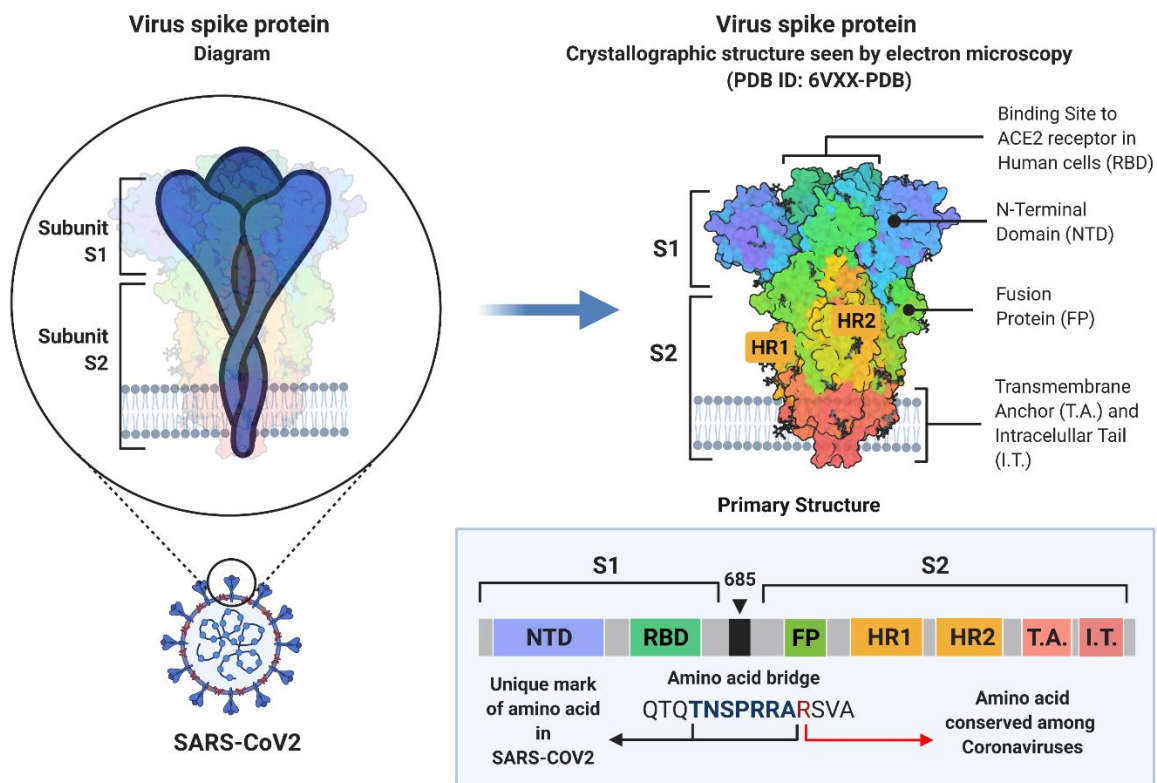 Virus spike protein
Diagram
Subunit
S1
Subunit
S2
SARS-CoV2
Virus spike protein
Crystallographic structure seen by electron microscopy
(PDB ID: 6VXX-PDB)
S1
S2
HR1
HR2
Binding Site to
ACE2 receptor in
Human cells (RBD)
N-Terminal
Domain (NTD)
Fusion
Protein (FP)
Transmembrane
Anchor (T.A.) and
Intracelullar Tail
(I.T.)
Primary Structure
S1 685 S2
NTD RBD FP HR1 HR2 T.A. I.T.
Unique mark
of amino acid
in
SARS-COV2
Amino acid bridge
QTQTNSPRRARSVA
Amino acid
conserved among
Coronaviruses